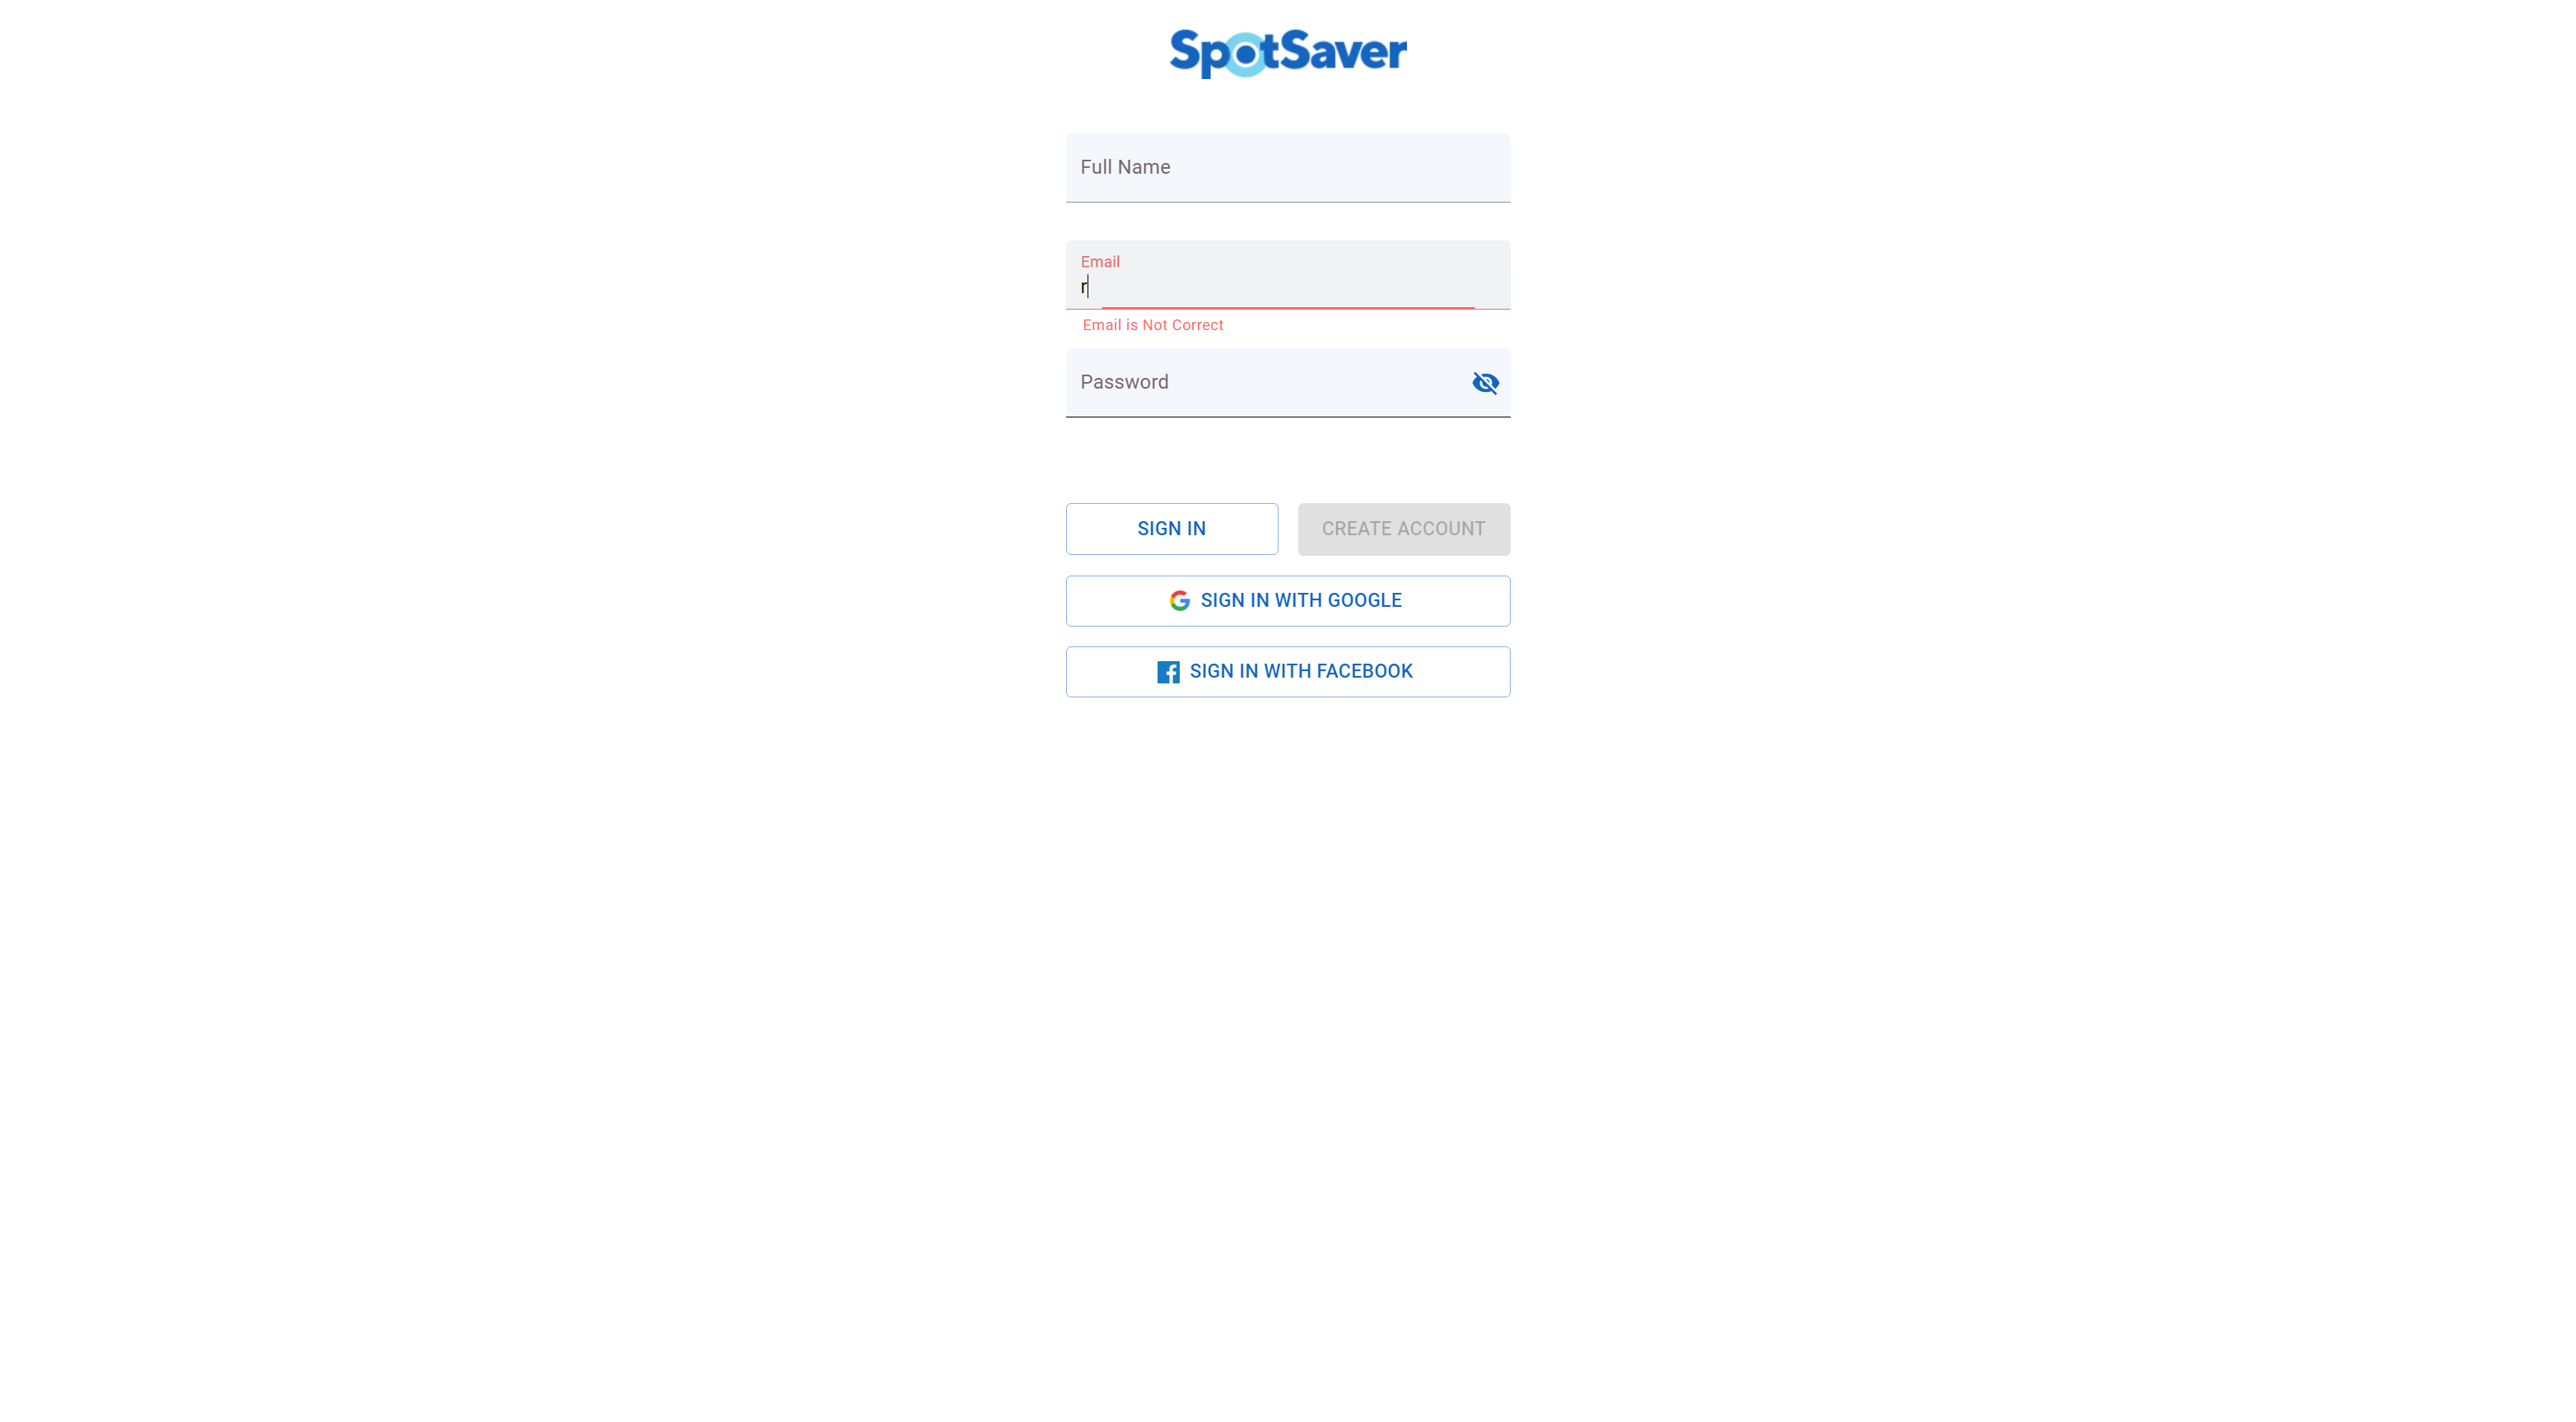 SpotSaver
Full Name
Email
r
Email is Not Correct
Password
SIGN IN
CREATE ACCOUNT
SIGN IN WITH GOOGLE
SIGN IN WITH FACEBOOK